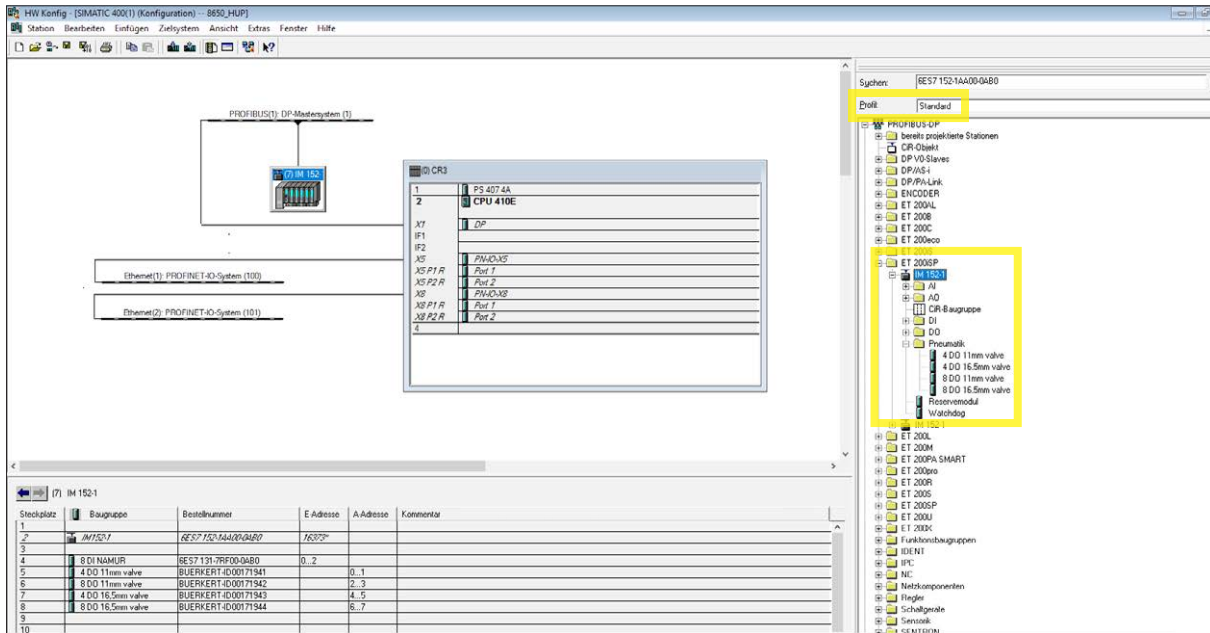 HW Konfig - [SIMATIC 400(1) (Konfiguration) -- 8650_HUP]
Station Bearbeiten Einfügen Zielsystem Ansicht Extras Fenster Hilfe
PROFIBUS(1): DP-Mastersystem (1)
(7) IM 152-
Ethernet(1): PROFINET-IO-System (100)
Ethernet(2): PROFINET-IO-System (101)
(0) CR3
1 PS 407 4A
2 CPU 410E
X1 DP
IF1
IF2
X5 PN-IO-X5
X5 P1 R Port 1
X5 P2 R Port 2
X8 PN-IO-X8
X8 P1 R Port 1
X8 P2 R Port 2
4
Suchen: 6ES7 152-1AA00-0AB0
Profil: Standard
PROFIBUS-DP
bereits projektierte Stationen
CiR-Objekt
DP V0-Slaves
DP/AS-i
DP/PA-Link
ENCODER
ET 200AL
ET 200B
ET 200C
ET 200eco
ET 200iSP
IM 152-1
AI
AO
CiR-Baugruppe
DI
DO
Pneumatik
4 DO 11mm valve
4 DO 16.5mm valve
8 DO 11mm valve
8 DO 16.5mm valve
Reservemodul
Watchdog
IM 152-1
ET 200L
ET 200M
ET 200PA SMART
ET 200pro
ET 200R
ET 200S
ET 200SP
ET 200U
ET 200X
Funktionsbaugruppen
IDENT
IPC
NC
Netzkomponenten
Regler
Schaltgeräte
Sensorik
SENTRON
(7) IM 152-1
Steckplatz Baugruppe Bestellnummer E-Adresse A-Adresse Kommentar
1
2 IM152-1 6ES7 152-1AA00-0AB0 16373*
3
4 8 DI NAMUR 6ES7 131-7RF00-0AB0 0...2
5 4 DO 11mm valve BUERKERT-ID00171941 0...1
6 8 DO 11mm valve BUERKERT-ID00171942 2...3
7 4 DO 16,5mm valve BUERKERT-ID00171943 4...5
8 8 DO 16,5mm valve BUERKERT-ID00171944 6...7
9
10